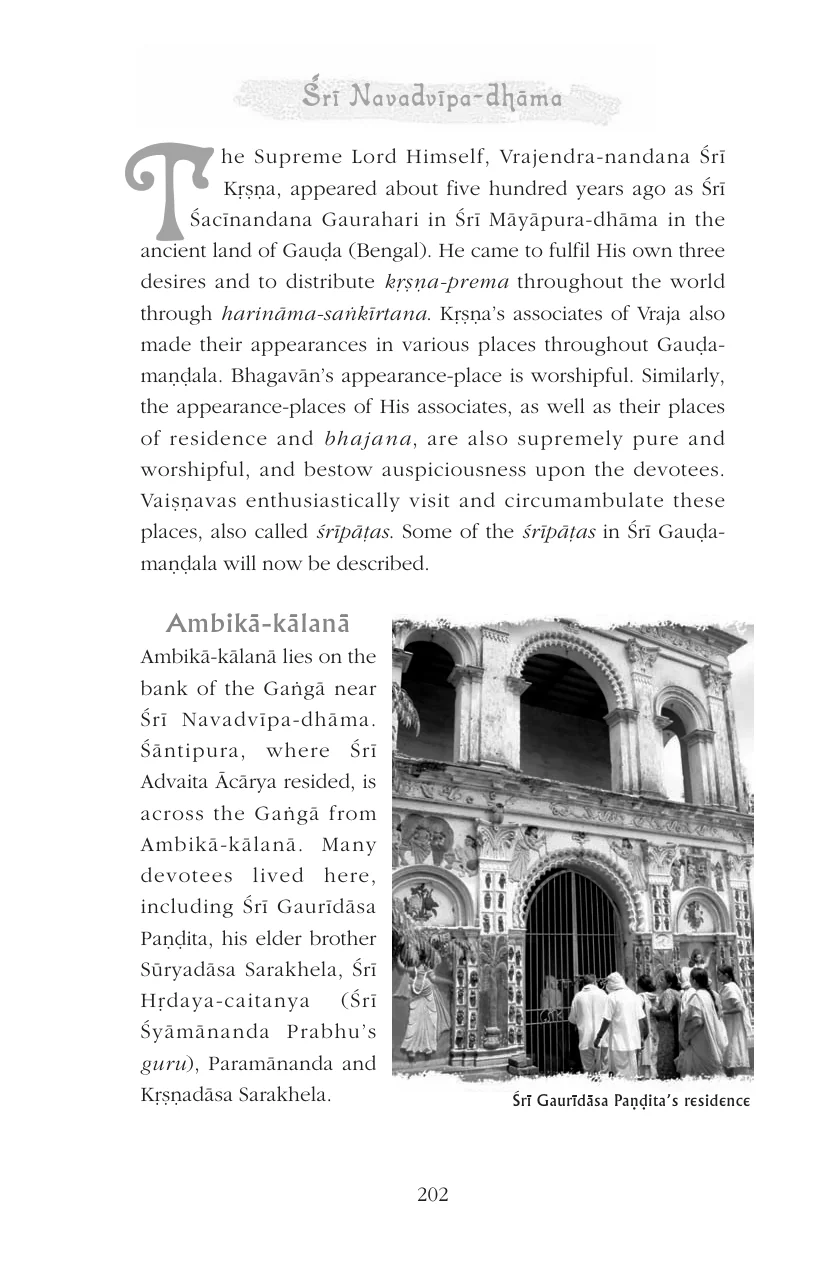 Śrī Navadvīpa-dhāma
The Supreme Lord Himself, Vrajendra-nandana Śrī
Kṛṣṇa, appeared about five hundred years ago as Śrī
Śacīnandana Gaurahari in Śrī Māyāpura-dhāma in the
ancient land of Gauḍa (Bengal). He came to fulfil His own three
desires and to distribute kṛṣṇa-prema throughout the world
through harināma-saṅkīrtana. Kṛṣṇa’s associates of Vraja also
made their appearances in various places throughout Gauḍa-
maṇḍala. Bhagavān’s appearance-place is worshipful. Similarly,
the appearance-places of His associates, as well as their places
of residence and bhajana, are also supremely pure and
worshipful, and bestow auspiciousness upon the devotees.
Vaiṣṇavas enthusiastically visit and circumambulate these
places, also called śrīpāṭas. Some of the śrīpāṭas in Śrī Gauḍa-
maṇḍala will now be described.
Ambikā-kālanā
Ambikā-kālanā lies on the
bank of the Gaṅgā near
Śrī Navadvīpa-dhāma.
Śāntipura, where Śrī
Advaita Ācārya resided, is
across the Gaṅgā from
Ambikā-kālanā. Many
devotees lived here,
including Śrī Gaurīdāsa
Paṇḍita, his elder brother
Sūryadāsa Sarakhela, Śrī
Hṛdaya-caitanya (Śrī
Śyāmānanda Prabhu’s
guru), Paramānanda and
Kṛṣṇadāsa Sarakhela.
Śrī Gaurīdāsa Paṇḍita’s residence
202